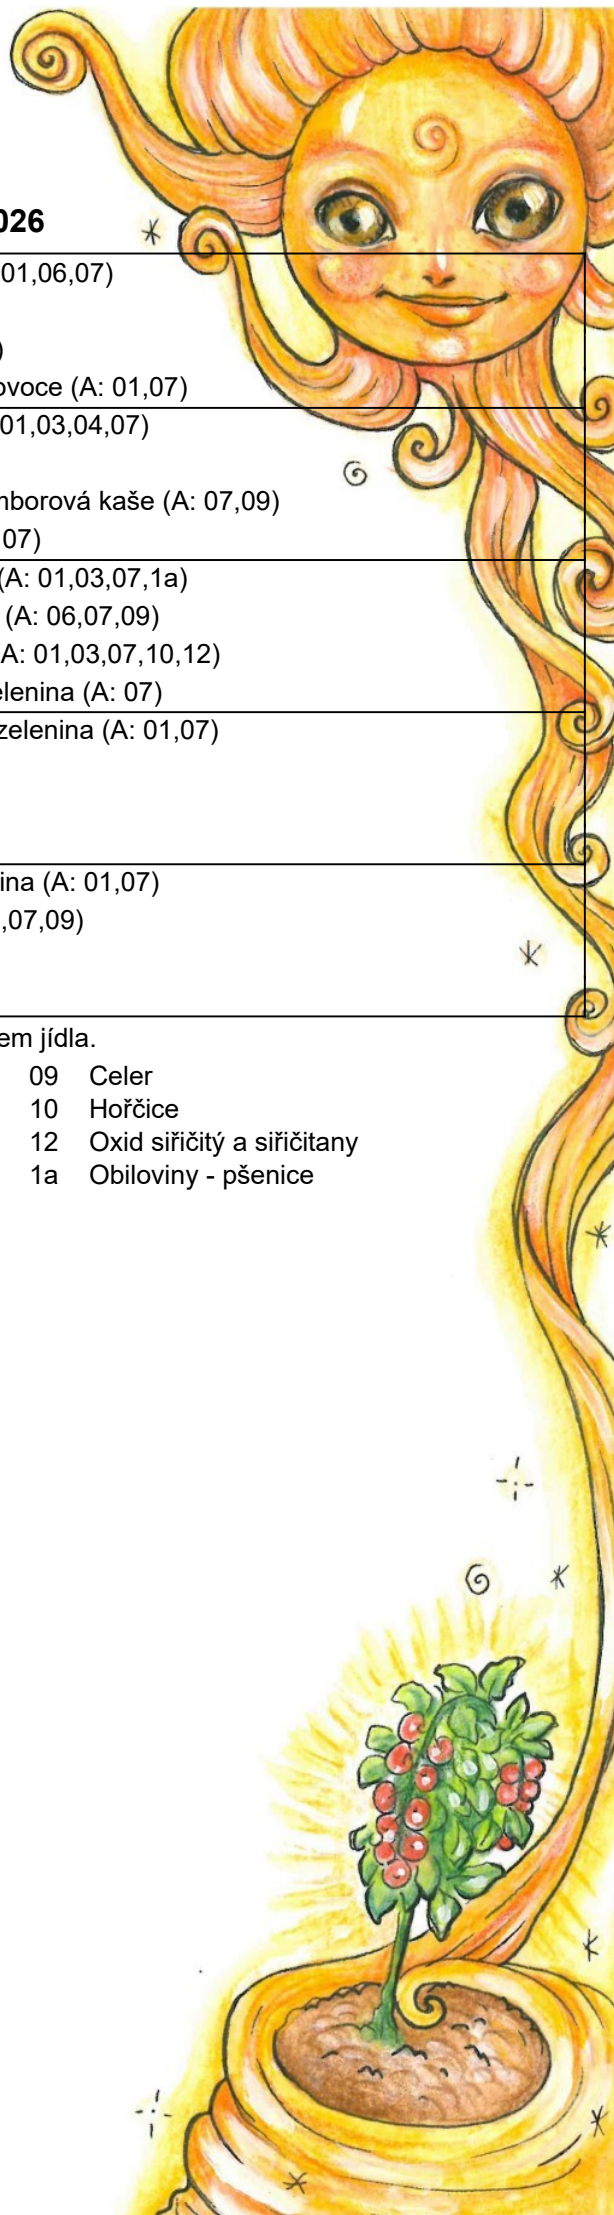 026
01,06,07)
)
ovoce (A: 01,07)
01,03,04,07)
mborová kaše (A: 07,09)
07)
(A: 01,03,07,1a)
(A: 06,07,09)
A: 01,03,07,10,12)
elenina (A: 07)
zelenina (A: 01,07)
ina (A: 01,07)
,07,09)
em jídla.
09 Celer
10 Hořčice
12 Oxid siřičitý a siřičitany
1a Obiloviny - pšenice